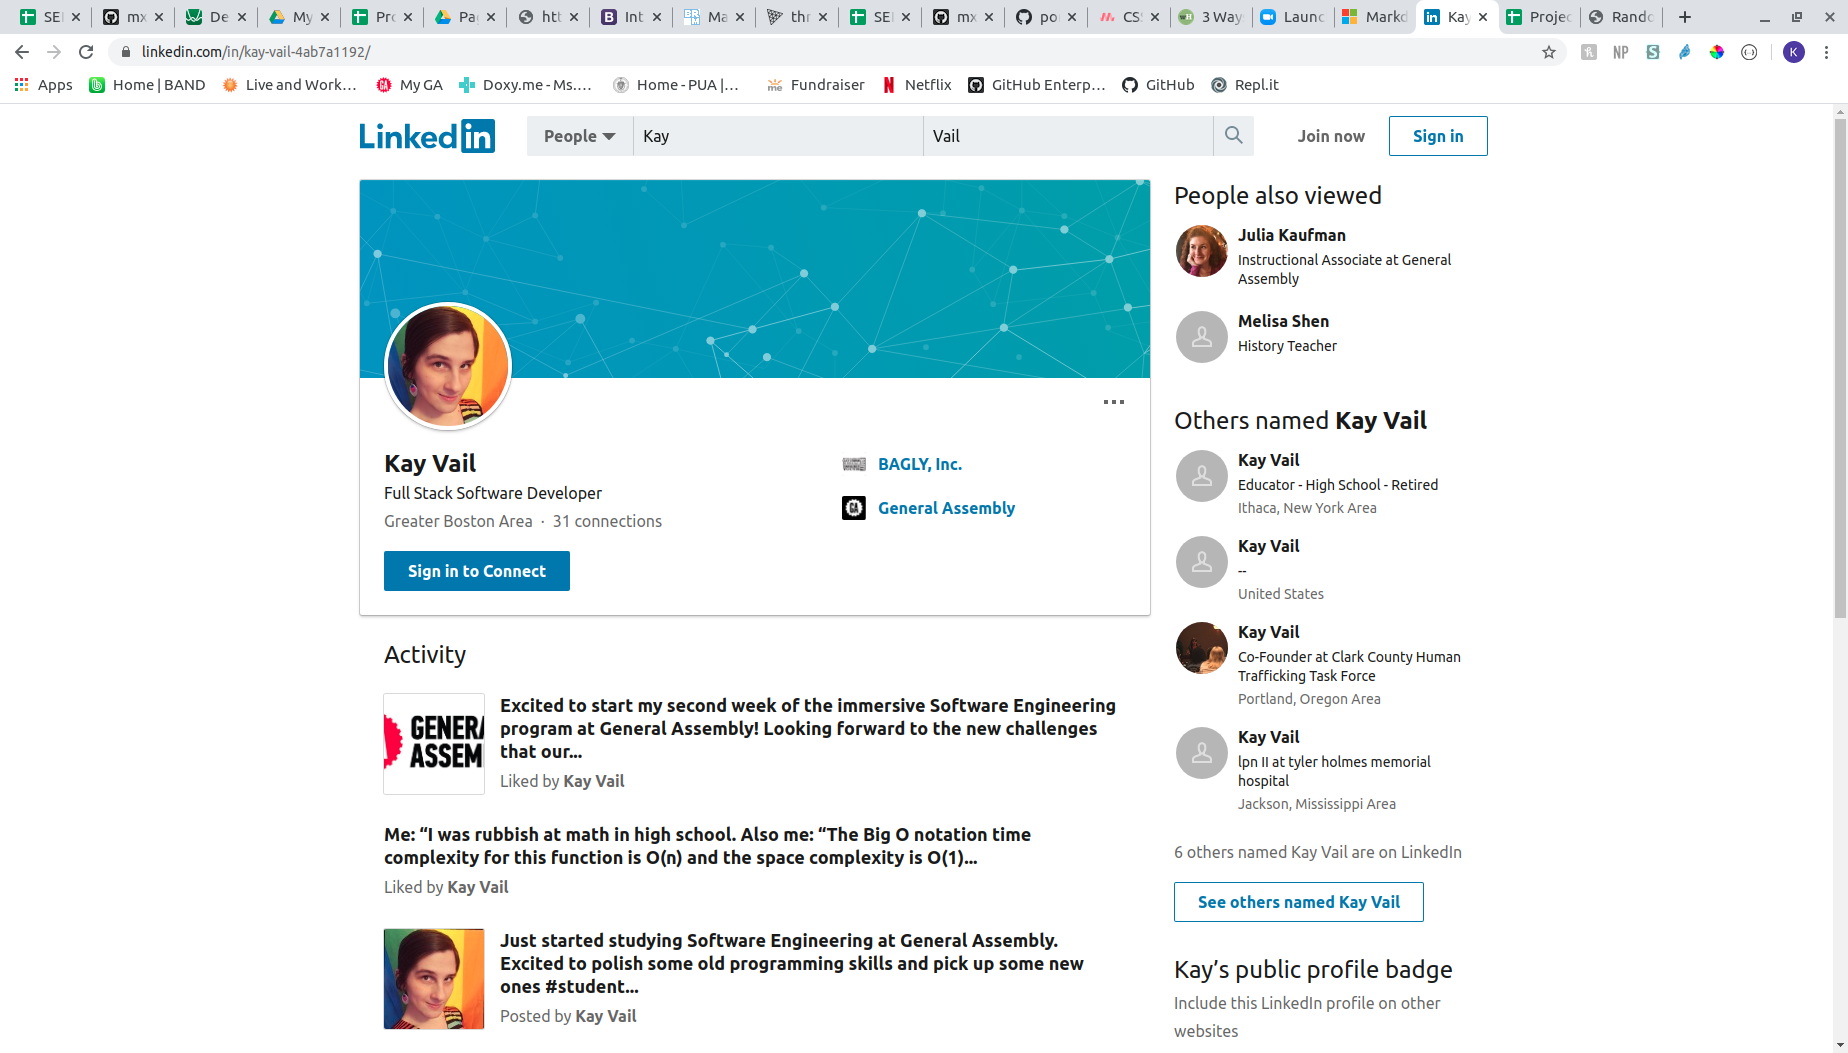 SEI
mx
De
My
Pro
Pag
htt
Int
Ma
thr
SEI
mx
por
CSS
3 Way
Launc
Markd
Kay
Projec
Rando
linkedin.com/in/kay-vail-4ab7a1192/
NP
S
K
Apps
Home | BAND
Live and Work...
My GA
Doxy.me - Ms....
Home - PUA |...
Fundraiser
Netflix
GitHub Enterp...
GitHub
Repl.it
Linked in
People
Kay
Vail
Join now
Sign in
Kay Vail
Full Stack Software Developer
Greater Boston Area · 31 connections
Sign in to Connect
BAGLY, Inc.
General Assembly
Activity
GENERA
ASSEM
Excited to start my second week of the immersive Software Engineering
program at General Assembly! Looking forward to the new challenges
that our...
Liked by Kay Vail
Me: “I was rubbish at math in high school. Also me: “The Big O notation time
complexity for this function is O(n) and the space complexity is O(1)...
Liked by Kay Vail
Just started studying Software Engineering at General Assembly.
Excited to polish some old programming skills and pick up some new
ones #student...
Posted by Kay Vail
People also viewed
Julia Kaufman
Instructional Associate at General
Assembly
Melisa Shen
History Teacher
Others named Kay Vail
Kay Vail
Educator - High School - Retired
Ithaca, New York Area
Kay Vail
--
United States
Kay Vail
Co-Founder at Clark County Human
Trafficking Task Force
Portland, Oregon Area
Kay Vail
lpn II at tyler holmes memorial
hospital
Jackson, Mississippi Area
6 others named Kay Vail are on LinkedIn
See others named Kay Vail
Kay’s public profile badge
Include this LinkedIn profile on other
websites